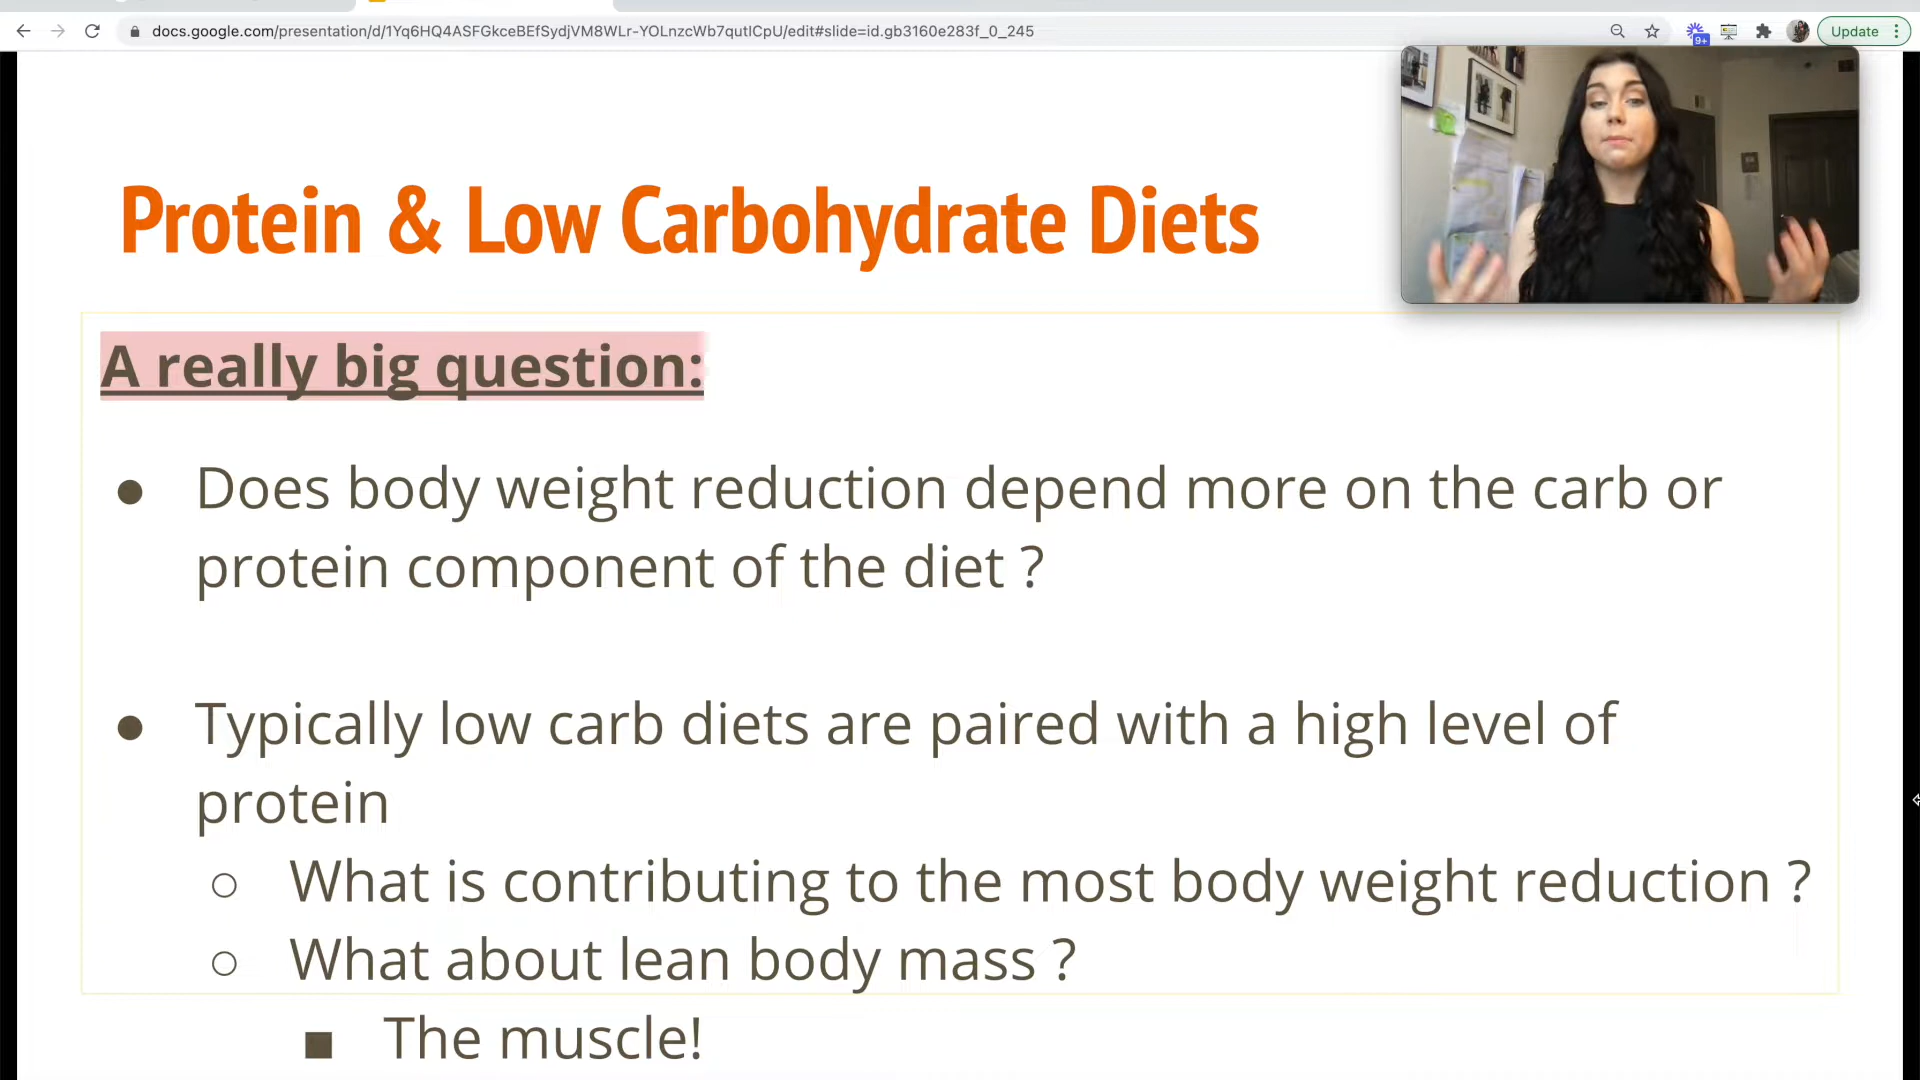 docs.google.com/presentation/d/1Yq6HQ4ASFGkceBEfSydjVM8WLr-YOLnzcWb7qutICpU/edit#slide=id.gb3160e283f_0_245
9+
Update
Protein & Low Carbohydrate Diets
A really big question:
● Does body weight reduction depend more on the carb or
protein component of the diet ?
● Typically low carb diets are paired with a high level of
protein
○ What is contributing to the most body weight reduction ?
○ What about lean body mass ?
■ The muscle!